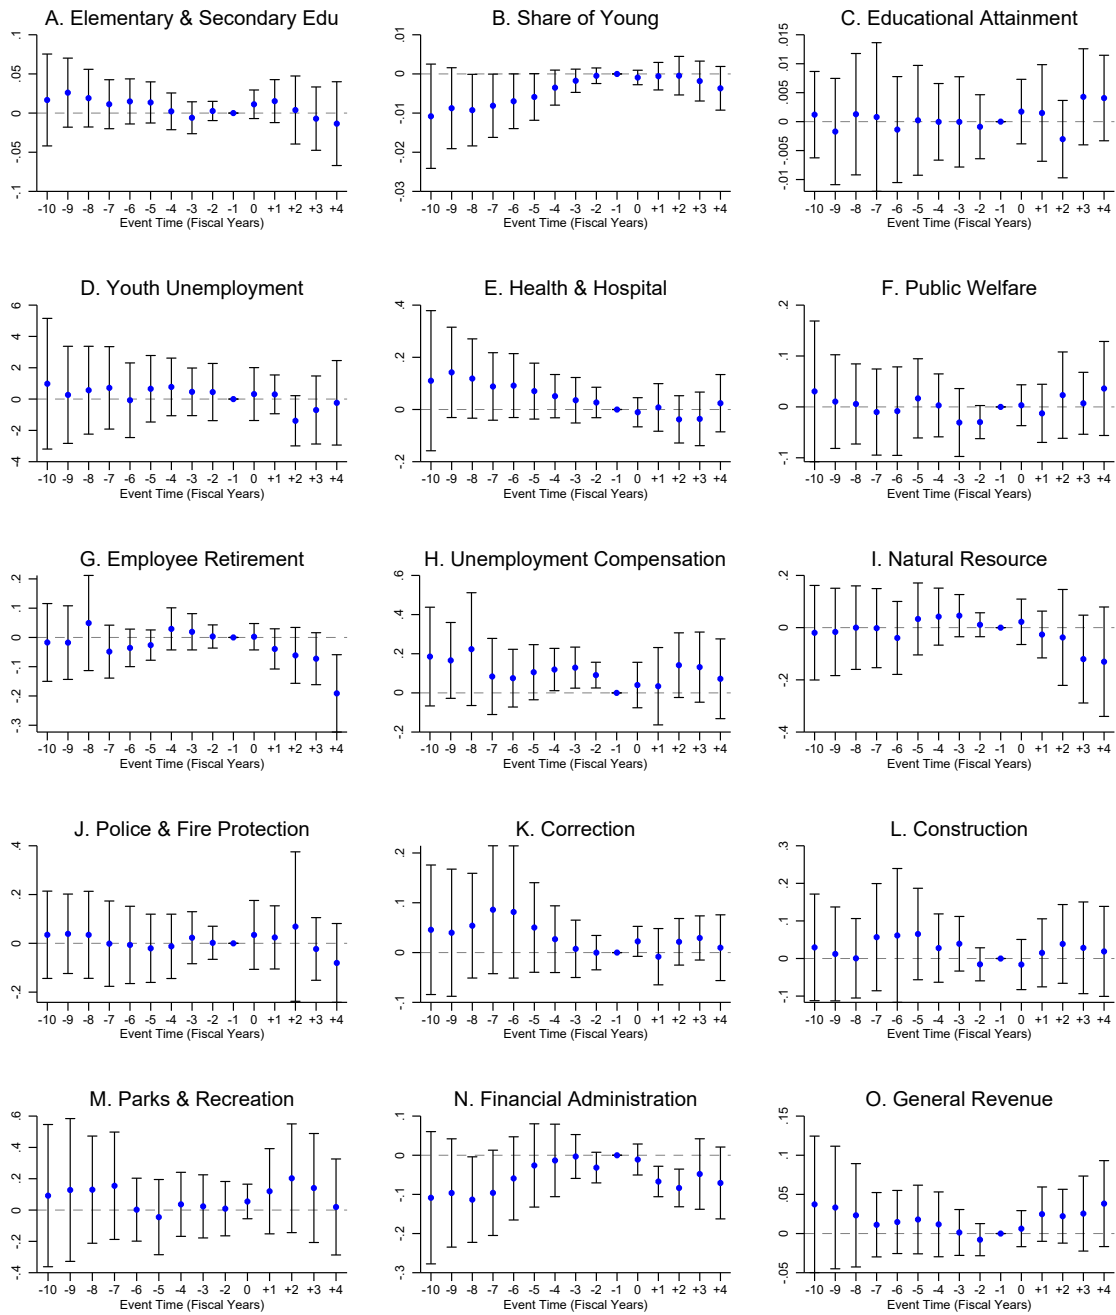 A. Elementary & Secondary Edu
.1
.05
0
-.05
-.1
-10 -9 -8 -7 -6 -5 -4 -3 -2 -1 0 +1 +2 +3 +4
Event Time (Fiscal Years)
B. Share of Young
.01
0
-.01
-.02
-.03
-10 -9 -8 -7 -6 -5 -4 -3 -2 -1 0 +1 +2 +3 +4
Event Time (Fiscal Years)
C. Educational Attainment
.015
.005
0
-.005
-.01
-10 -9 -8 -7 -6 -5 -4 -3 -2 -1 0 +1 +2 +3 +4
Event Time (Fiscal Years)
D. Youth Unemployment
6
4
2
0
-2
-4
-10 -9 -8 -7 -6 -5 -4 -3 -2 -1 0 +1 +2 +3 +4
Event Time (Fiscal Years)
E. Health & Hospital
.4
.2
0
-.2
-10 -9 -8 -7 -6 -5 -4 -3 -2 -1 0 +1 +2 +3 +4
Event Time (Fiscal Years)
F. Public Welfare
.2
.1
0
-.1
-10 -9 -8 -7 -6 -5 -4 -3 -2 -1 0 +1 +2 +3 +4
Event Time (Fiscal Years)
G. Employee Retirement
.2
.1
0
-.1
-.2
-.3
-10 -9 -8 -7 -6 -5 -4 -3 -2 -1 0 +1 +2 +3 +4
Event Time (Fiscal Years)
H. Unemployment Compensation
.6
.4
.2
0
-.2
-10 -9 -8 -7 -6 -5 -4 -3 -2 -1 0 +1 +2 +3 +4
Event Time (Fiscal Years)
I. Natural Resource
.2
0
-.2
-.4
-10 -9 -8 -7 -6 -5 -4 -3 -2 -1 0 +1 +2 +3 +4
Event Time (Fiscal Years)
J. Police & Fire Protection
.4
.2
0
-.2
-10 -9 -8 -7 -6 -5 -4 -3 -2 -1 0 +1 +2 +3 +4
Event Time (Fiscal Years)
K. Correction
.2
.1
0
-.1
-10 -9 -8 -7 -6 -5 -4 -3 -2 -1 0 +1 +2 +3 +4
Event Time (Fiscal Years)
L. Construction
.3
.2
.1
0
-.1
-10 -9 -8 -7 -6 -5 -4 -3 -2 -1 0 +1 +2 +3 +4
Event Time (Fiscal Years)
M. Parks & Recreation
.6
.4
.2
0
-.2
-.4
-10 -9 -8 -7 -6 -5 -4 -3 -2 -1 0 +1 +2 +3 +4
Event Time (Fiscal Years)
N. Financial Administration
.1
0
-.1
-.2
-.3
-10 -9 -8 -7 -6 -5 -4 -3 -2 -1 0 +1 +2 +3 +4
Event Time (Fiscal Years)
O. General Revenue
.15
.1
.05
0
-.05
-10 -9 -8 -7 -6 -5 -4 -3 -2 -1 0 +1 +2 +3 +4
Event Time (Fiscal Years)